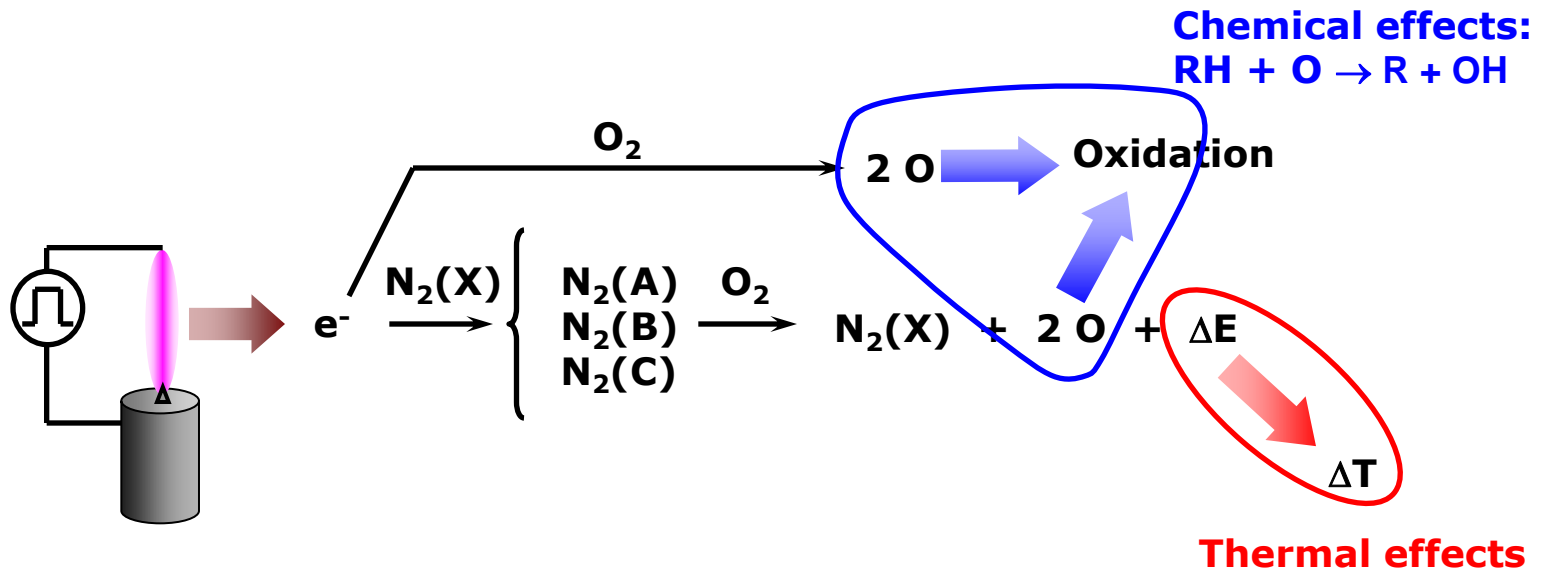 Chemical effects:
RH + O → R + OH
O₂
2 O
Oxidation
e⁻
N₂(X)
N₂(A)
N₂(B)
N₂(C)
O₂
N₂(X) + 2 O + ΔE
ΔT
Thermal effects